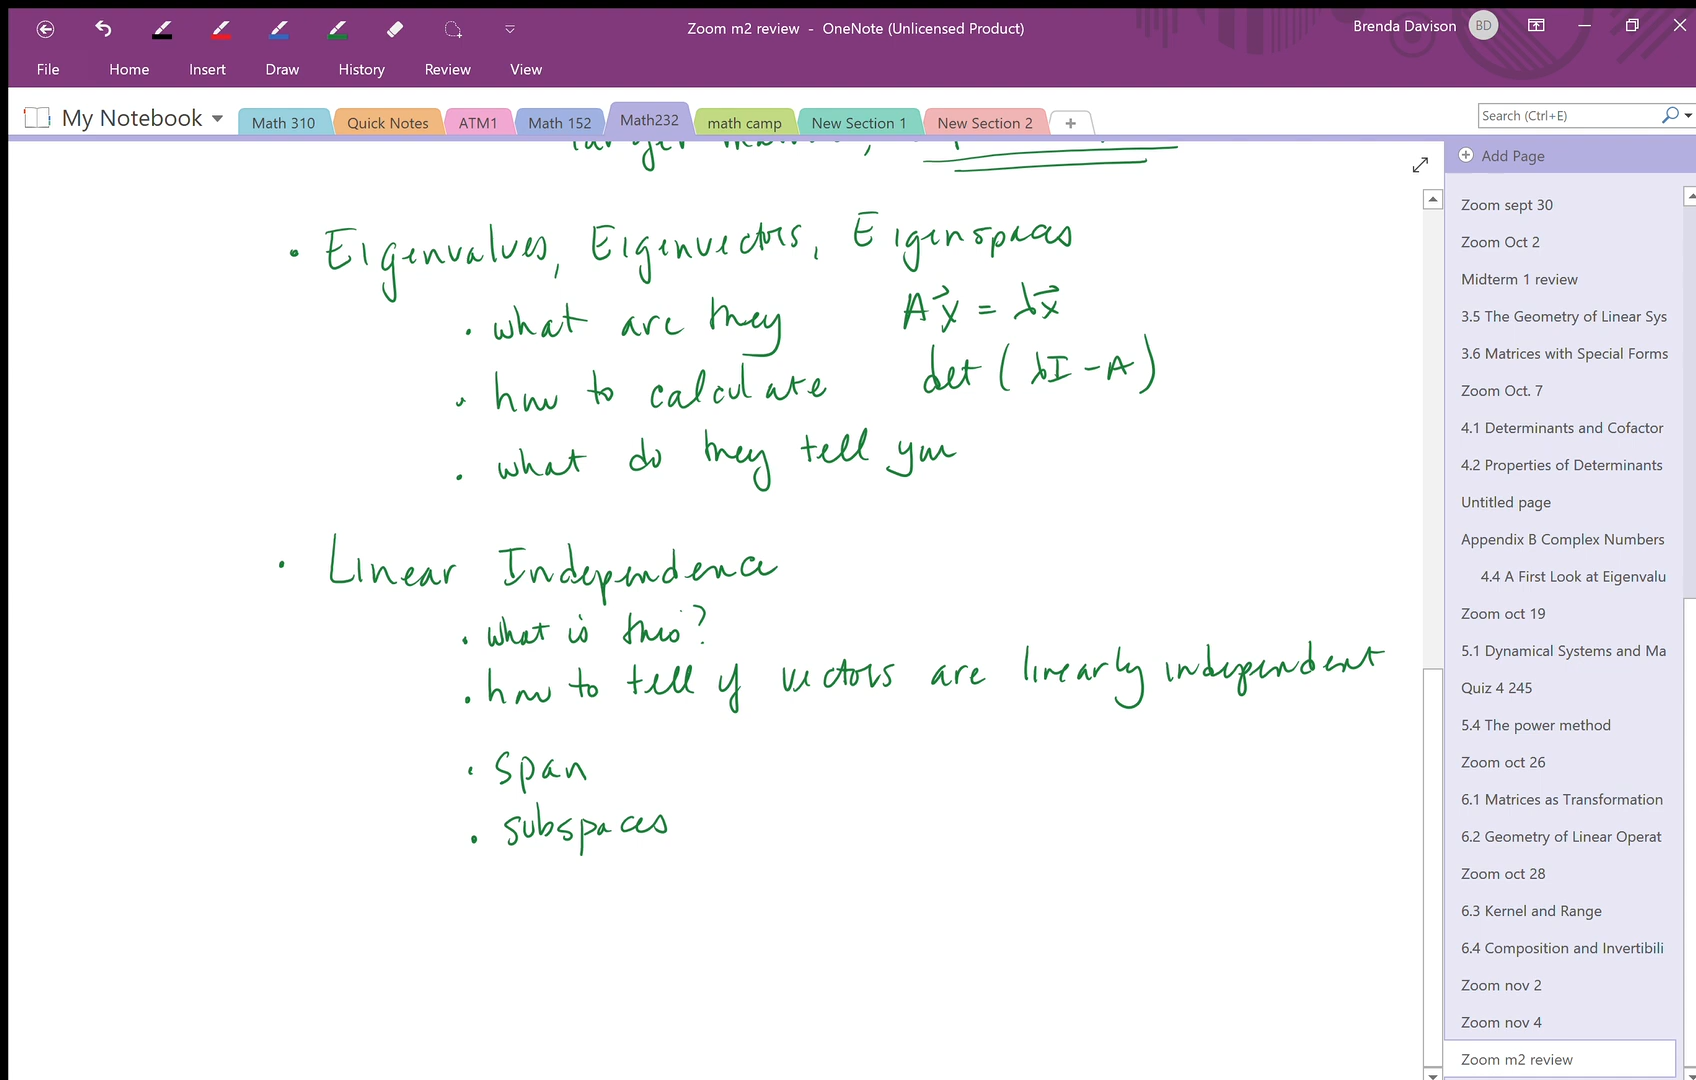 Zoom m2 review - OneNote (Unlicensed Product)
Brenda Davison BD
File Home Insert Draw History Review View
My Notebook
Math 310 Quick Notes ATM1 Math 152 Math232 math camp New Section 1 New Section 2 +
Search (Ctrl+E)
Add Page
Zoom sept 30
Zoom Oct 2
Midterm 1 review
3.5 The Geometry of Linear Sys
3.6 Matrices with Special Forms
Zoom Oct. 7
4.1 Determinants and Cofactor
4.2 Properties of Determinants
Untitled page
Appendix B Complex Numbers
4.4 A First Look at Eigenvalu
Zoom oct 19
5.1 Dynamical Systems and Ma
Quiz 4 245
5.4 The power method
Zoom oct 26
6.1 Matrices as Transformation
6.2 Geometry of Linear Operat
Zoom oct 28
6.3 Kernel and Range
6.4 Composition and Invertibili
Zoom nov 2
Zoom nov 4
Zoom m2 review
• Eigenvalues, Eigenvectors, Eigenspaces
• what are they A\vec{x} = λ\vec{x}
• how to calculate det (λI - A)
• what do they tell you
• Linear Independence
• what is this?
• how to tell if vectors are linearly independent
• span
• subspaces